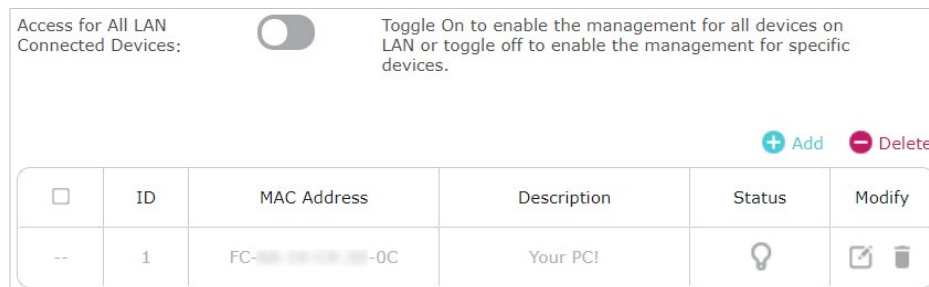 Access for All LAN
Connected Devices:
Toggle On to enable the management for all devices on
LAN or toggle off to enable the management for specific
devices.
Add Delete
ID MAC Address Description Status Modify
-- 1 FC- -0C Your PC!